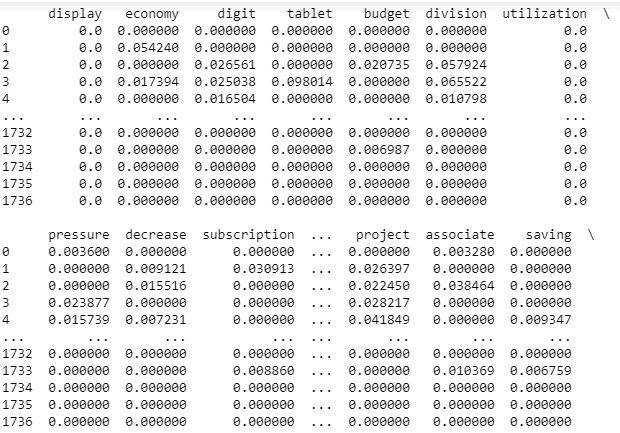 display economy digit tablet budget division utilization \
0 0.0 0.000000 0.000000 0.000000 0.000000 0.000000 0.0
1 0.0 0.054240 0.000000 0.000000 0.000000 0.000000 0.0
2 0.0 0.000000 0.026561 0.000000 0.020735 0.057924 0.0
3 0.0 0.017394 0.025038 0.098014 0.000000 0.065522 0.0
4 0.0 0.000000 0.016504 0.000000 0.000000 0.010798 0.0
... ... ... ... ... ... ... ...
1732 0.0 0.000000 0.000000 0.000000 0.000000 0.000000 0.0
1733 0.0 0.000000 0.000000 0.000000 0.006987 0.000000 0.0
1734 0.0 0.000000 0.000000 0.000000 0.000000 0.000000 0.0
1735 0.0 0.000000 0.000000 0.000000 0.000000 0.000000 0.0
1736 0.0 0.000000 0.000000 0.000000 0.000000 0.000000 0.0
pressure decrease subscription ... project associate saving \
0 0.003600 0.000000 0.000000 ... 0.000000 0.003280 0.000000
1 0.000000 0.009121 0.030913 ... 0.026397 0.000000 0.000000
2 0.000000 0.015516 0.000000 ... 0.022450 0.038464 0.000000
3 0.023877 0.000000 0.000000 ... 0.028217 0.000000 0.000000
4 0.015739 0.007231 0.000000 ... 0.041849 0.000000 0.009347
... ... ... ... ... ... ... ...
1732 0.000000 0.000000 0.000000 ... 0.000000 0.000000 0.000000
1733 0.000000 0.000000 0.008860 ... 0.000000 0.010369 0.006759
1734 0.000000 0.000000 0.000000 ... 0.000000 0.000000 0.000000
1735 0.000000 0.000000 0.000000 ... 0.000000 0.000000 0.000000
1736 0.000000 0.000000 0.000000 ... 0.000000 0.000000 0.000000